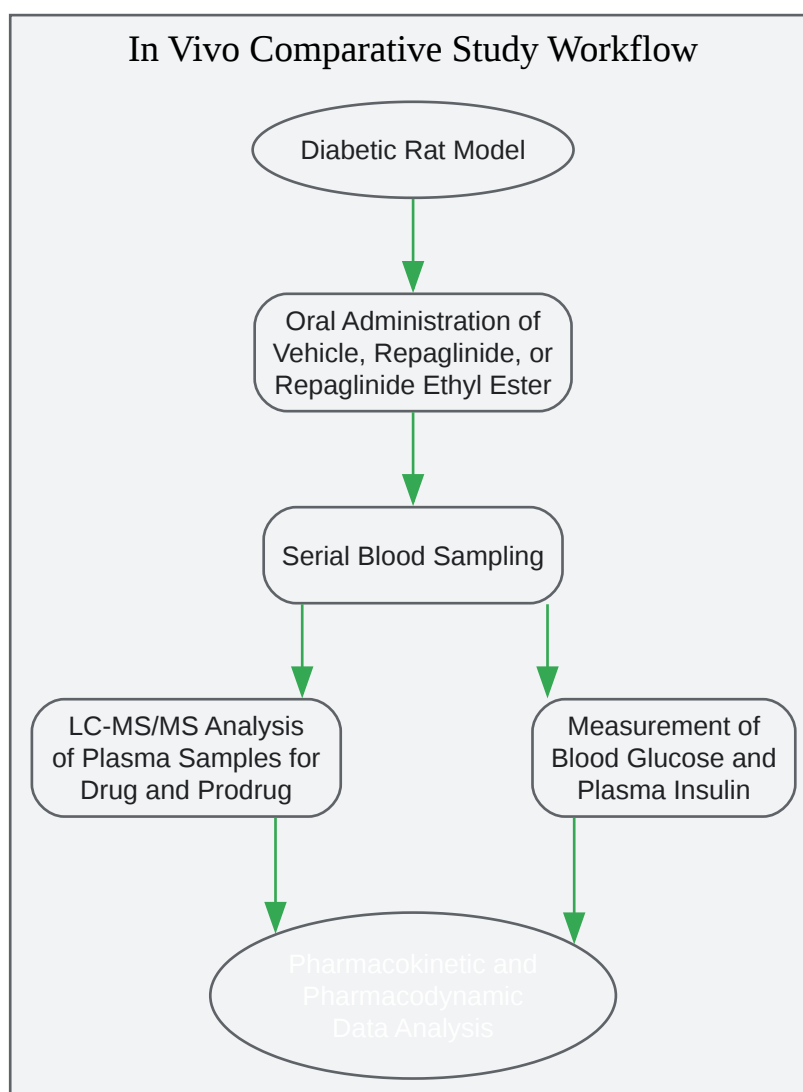 In Vivo Comparative Study Workflow
Diabetic Rat Model
Oral Administration of
Vehicle, Repaglinide, or
Repaglinide Ethyl Ester
Serial Blood Sampling
LC-MS/MS Analysis
of Plasma Samples for
Drug and Prodrug
Measurement of
Blood Glucose and
Plasma Insulin
Pharmacokinetic and
Pharmacodynamic
Data Analysis